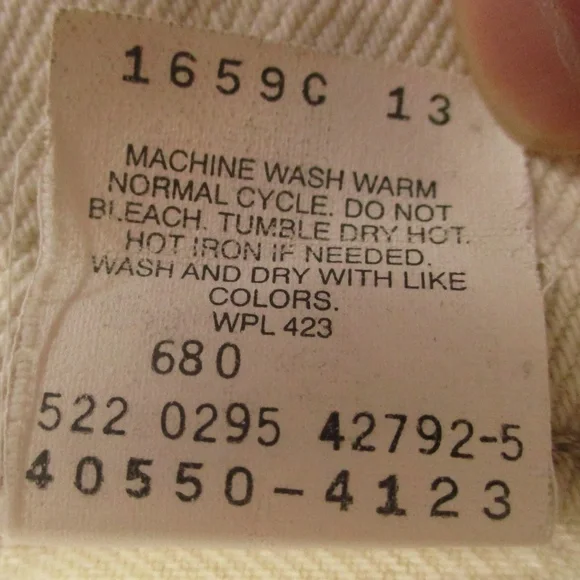 1659C 13
MACHINE WASH WARM
NORMAL CYCLE. DO NOT
BLEACH. TUMBLE DRY HOT.
HOT IRON IF NEEDED.
WASH AND DRY WITH LIKE
COLORS.
WPL 423
680
522 0295 42792-5
40550-4123